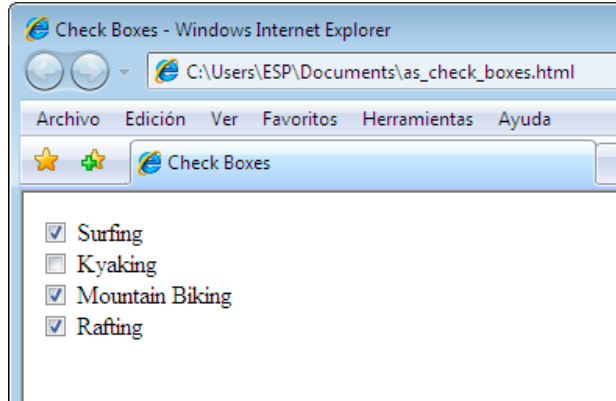 Check Boxes - Windows Internet Explorer
C:\Users\ESP\Documents\as_check_boxes.html
Archivo Edición Ver Favoritos Herramientas Ayuda
Check Boxes
Surfing
Kyaking
Mountain Biking
Rafting